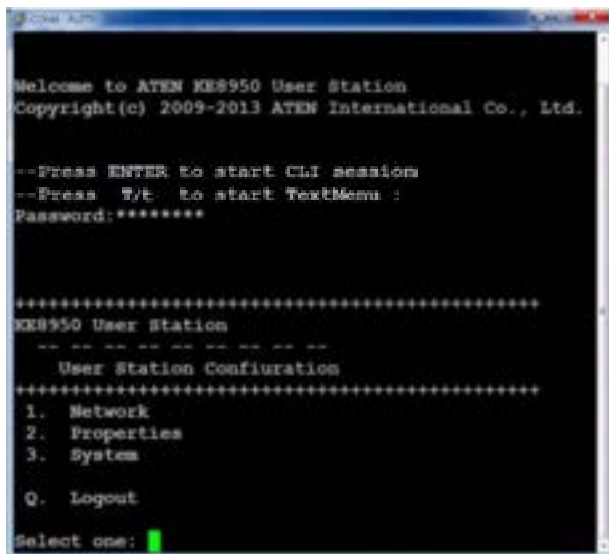 Welcome to ATEN KE8950 User Station
Copyright(c) 2009-2013 ATEN International Co., Ltd.
--Press ENTER to start CLI session
--Press T/t to start TextMenu :
Password:********
++++++++++++++++++++++++++++++++++++++++++++++++
KE8950 User Station
-- -- -- -- -- -- -- -- --
User Station Confiuration
++++++++++++++++++++++++++++++++++++++++++++++++
1. Network
2. Properties
3. System
Q. Logout
Select one: